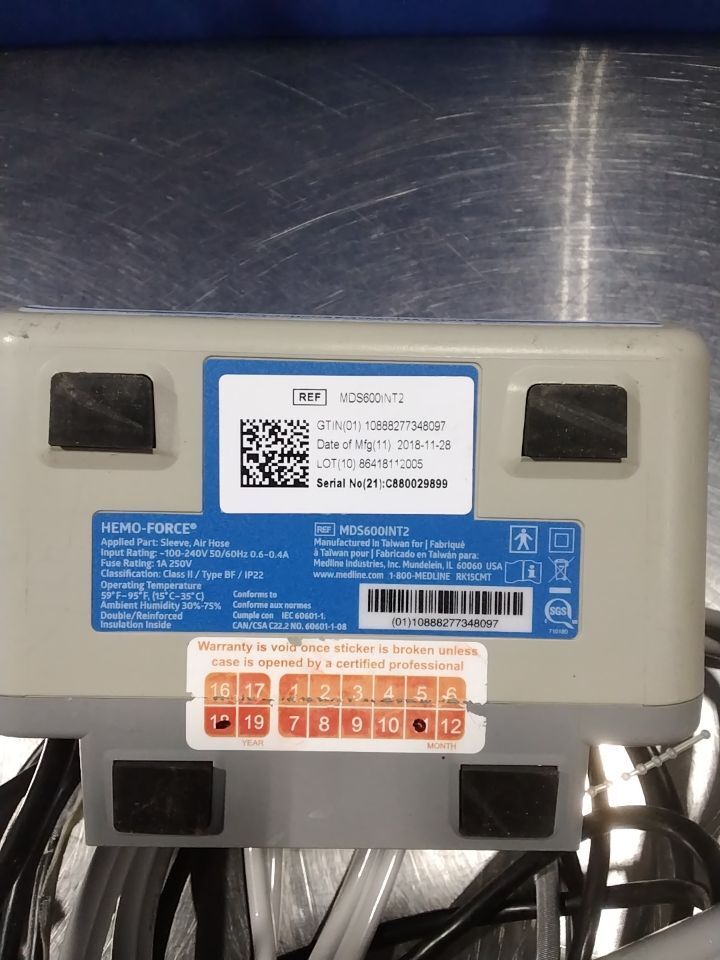 REF MDS600INT2
GTIN(01) 10888277348097
Date of Mfg(11) 2018-11-28
LOT(10) 86418112005
Serial No(21):C880029899
HEMO-FORCE®
Applied Part: Sleeve, Air Hose
Input Rating: ~100-240V 50/60Hz 0.6-0.4A
Fuse Rating: 1A 250V
Classification: Class II / Type BF / IP22
Operating Temperature
59°F-95°F, (15°C-35°C)
Ambient Humidity 30%-75%
Double/Reinforced
Insulation Inside
Conforms to
Conforme aux normes
Cumple con IEC 60601-1.
CAN/CSA C22.2 NO. 60601-1-08
REF MDS600INT2
Manufactured in Taiwan for | Fabriqué
à Taïwan pour | Fabricado en Taiwán para:
Medline Industries, Inc. Mundelein, IL 60060 USA
www.medline.com 1-800-MEDLINE RK15CMT
(01)10888277348097
SGS
Warranty is void once sticker is broken unless
case is opened by a certified professional
16 17 1 2 3 4 5 6
18 19 7 8 9 10 12
YEAR MONTH